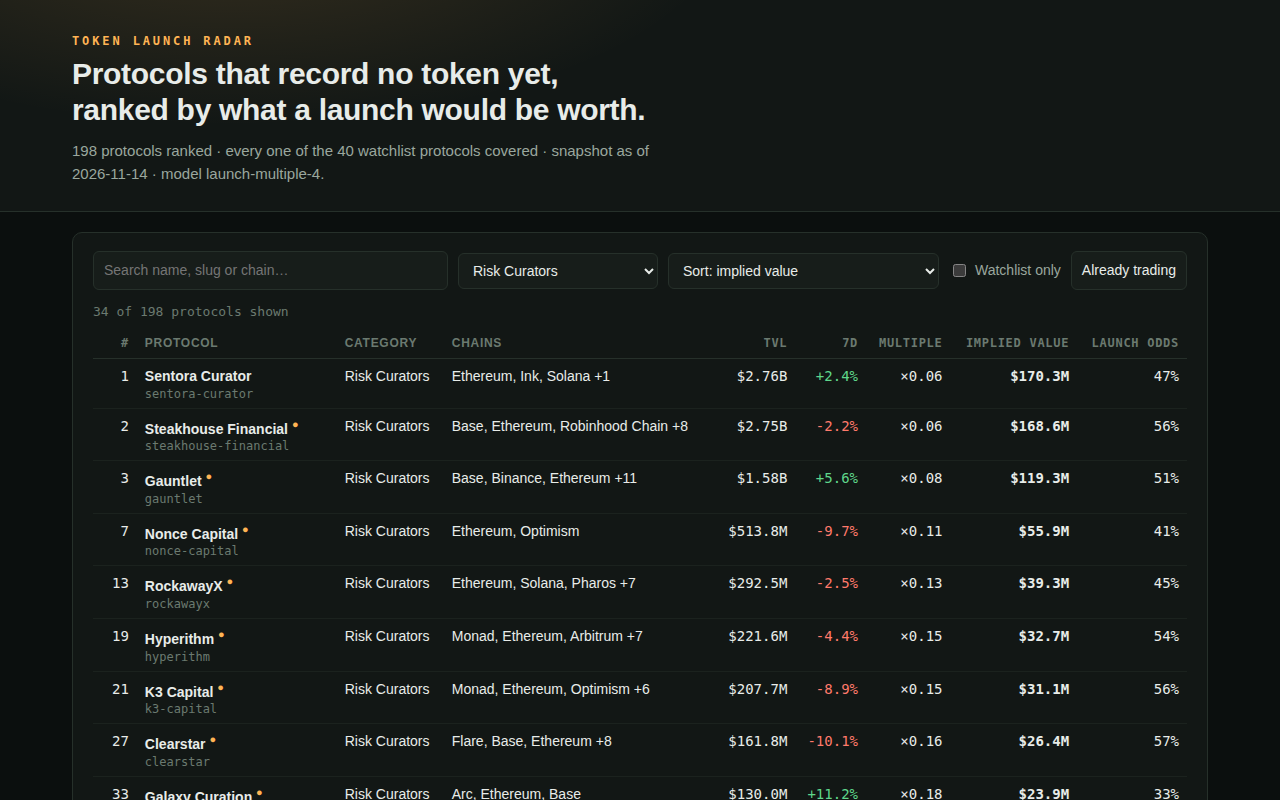 TOKEN LAUNCH RADAR
Protocols that record no token yet,
ranked by what a launch would be worth.
198 protocols ranked · every one of the 40 watchlist protocols covered · snapshot as of
2026-11-14 · model launch-multiple-4.
Search name, slug or chain… Risk Curators Sort: implied value Watchlist only Already trading
34 of 198 protocols shown
# PROTOCOL CATEGORY CHAINS TVL 7D MULTIPLE IMPLIED VALUE LAUNCH ODDS
1 Sentora Curator Risk Curators Ethereum, Ink, Solana +1 $2.76B +2.4% ×0.06 $170.3M 47%
sentora-curator
2 Steakhouse Financial • Risk Curators Base, Ethereum, Robinhood Chain +8 $2.75B -2.2% ×0.06 $168.6M 56%
steakhouse-financial
3 Gauntlet • Risk Curators Base, Binance, Ethereum +11 $1.58B +5.6% ×0.08 $119.3M 51%
gauntlet
7 Nonce Capital • Risk Curators Ethereum, Optimism $513.8M -9.7% ×0.11 $55.9M 41%
nonce-capital
13 RockawayX • Risk Curators Ethereum, Solana, Pharos +7 $292.5M -2.5% ×0.13 $39.3M 45%
rockawayx
19 Hyperithm • Risk Curators Monad, Ethereum, Arbitrum +7 $221.6M -4.4% ×0.15 $32.7M 54%
hyperithm
21 K3 Capital • Risk Curators Monad, Ethereum, Optimism +6 $207.7M -8.9% ×0.15 $31.1M 56%
k3-capital
27 Clearstar • Risk Curators Flare, Base, Ethereum +8 $161.8M -10.1% ×0.16 $26.4M 57%
clearstar
33 Galaxy Curation • Risk Curators Arc, Ethereum, Base $130.0M +11.2% ×0.18 $23.9M 33%